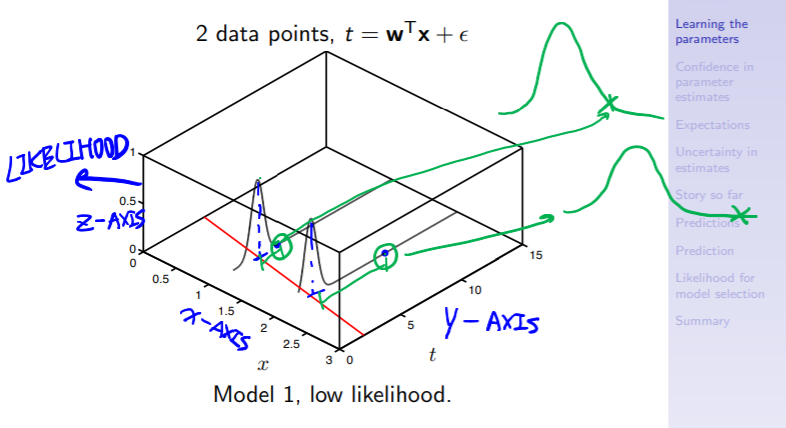 2 data points, t = wᵀx + ϵ
LIKELIHOOD
Z-AXIS
1
0.5
0
0
0.5
1
1.5
2
2.5
3
x-AXIS
x
0
5
10
15
Y-AXIS
t
Model 1, low likelihood.
Learning the
parameters
Confidence in
parameter
estimates
Expectations
Uncertainty in
estimates
Story so far
Predictions
Prediction
Likelihood for
model selection
Summary